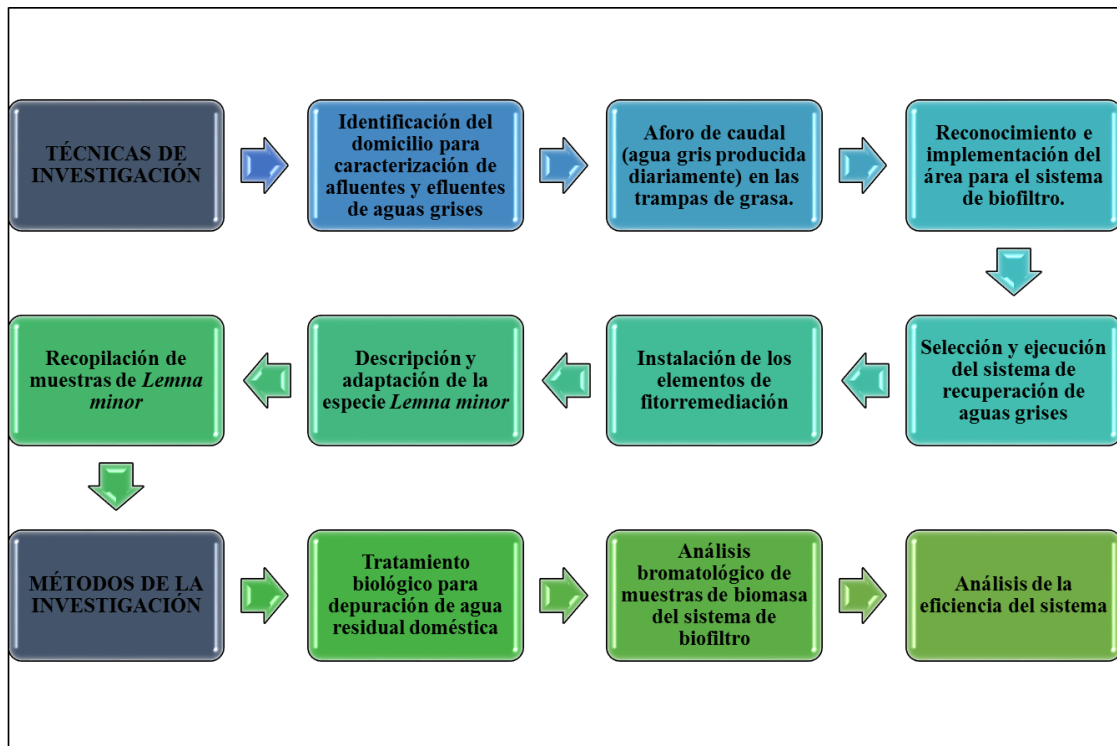 TÉCNICAS DE
INVESTIGACIÓN
Identificación del
domicilio para
caracterización de
afluentes y efluentes
de aguas grises
Aforo de caudal
(agua gris producida
diariamente) en las
trampas de grasa.
Reconocimiento e
implementación del
área para el sistema
de biofiltro.
Selección y ejecución
del sistema de
recuperación de
aguas grises
Instalación de los
elementos de
fitorremediación
Descripción y
adaptación de la
especie Lemna minor
Recopilación de
muestras de Lemna
minor
MÉTODOS DE LA
INVESTIGACIÓN
Tratamiento
biológico para
depuración de agua
residual doméstica
Análisis
bromatológico de
muestras de biomasa
del sistema de
biofiltro
Análisis de la
eficiencia del sistema